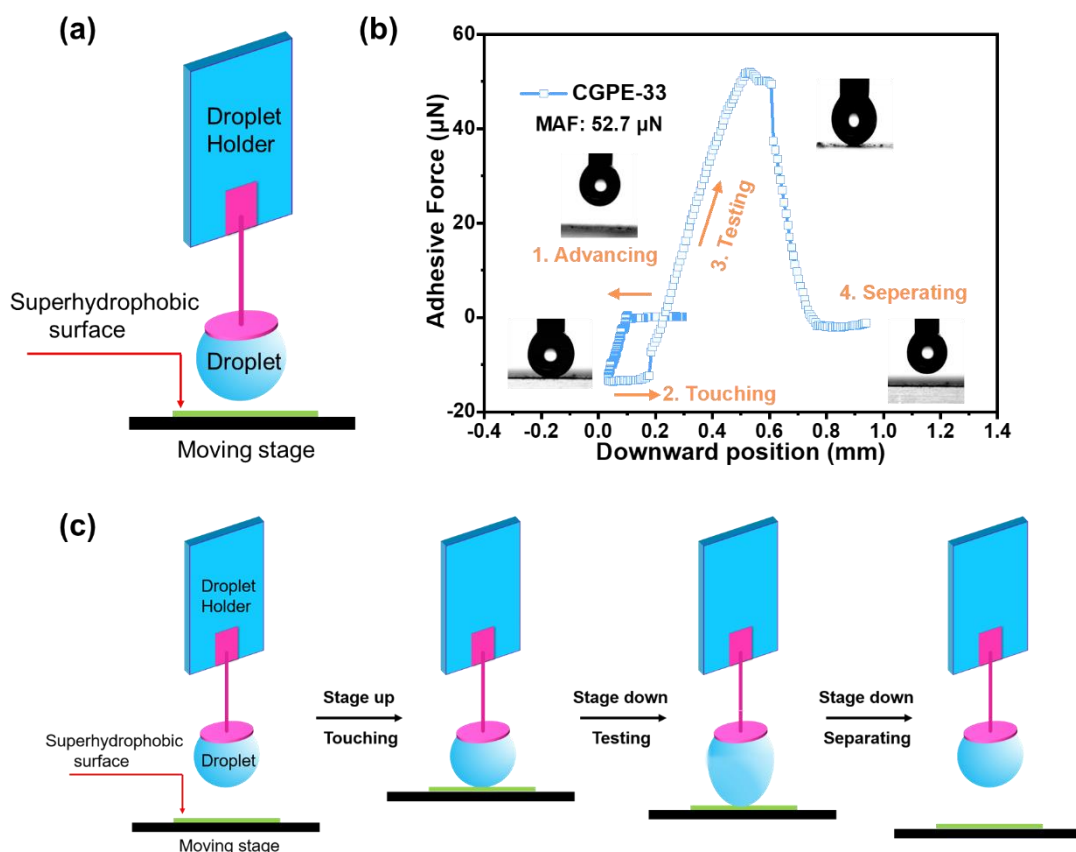 (a)
Droplet
Holder
Superhydrophobic
surface
Droplet
Moving stage
(b)
60
40
20
0
-20
Adhesive Force (μN)
CGPE-33
MAF: 52.7 μN
1. Advancing
3. Testing
4. Seperating
2. Touching
-0.4 -0.2 0.0 0.2 0.4 0.6 0.8 1.0 1.2 1.4
Downward position (mm)
(c)
Droplet
Holder
Superhydrophobic
surface
Droplet
Moving stage
Stage up
Touching
Stage down
Testing
Stage down
Separating